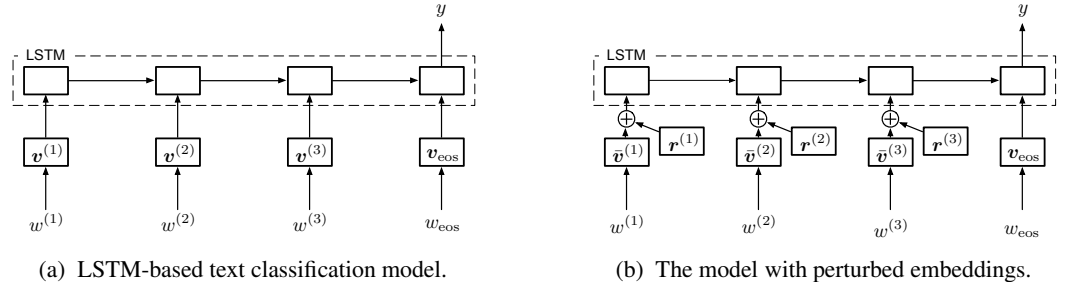 y
LSTM
v^(1) v^(2) v^(3) v_eos
w^(1) w^(2) w^(3) w_eos
(a) LSTM-based text classification model.
y
LSTM
+ + +
r^(1) r^(2) r^(3)
v̄^(1) v̄^(2) v̄^(3) v_eos
w^(1) w^(2) w^(3) w_eos
(b) The model with perturbed embeddings.